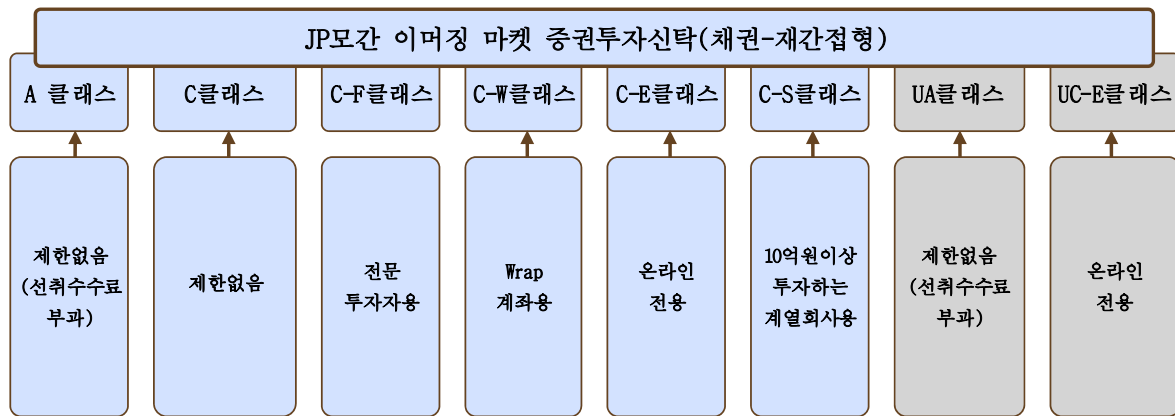 JP모간 이머징 마켓 증권투자신탁(채권-재간접형)
A 클래스
C클래스
C-F클래스
C-W클래스
C-E클래스
C-S클래스
UA클래스
UC-E클래스
제한없음
(선취수수료
부과)
제한없음
전문
투자자용
Wrap
계좌용
온라인
전용
10억원이상
투자하는
계열회사용
제한없음
(선취수수료
부과)
온라인
전용